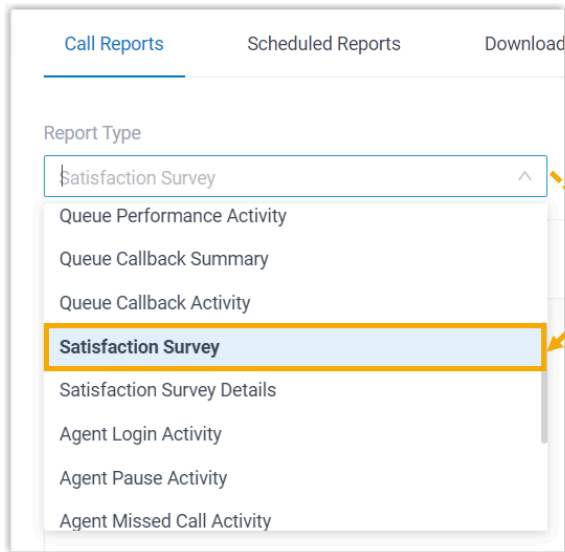 Call Reports Scheduled Reports Download
Report Type
Satisfaction Survey
Queue Performance Activity
Queue Callback Summary
Queue Callback Activity
Satisfaction Survey
Satisfaction Survey Details
Agent Login Activity
Agent Pause Activity
Agent Missed Call Activity